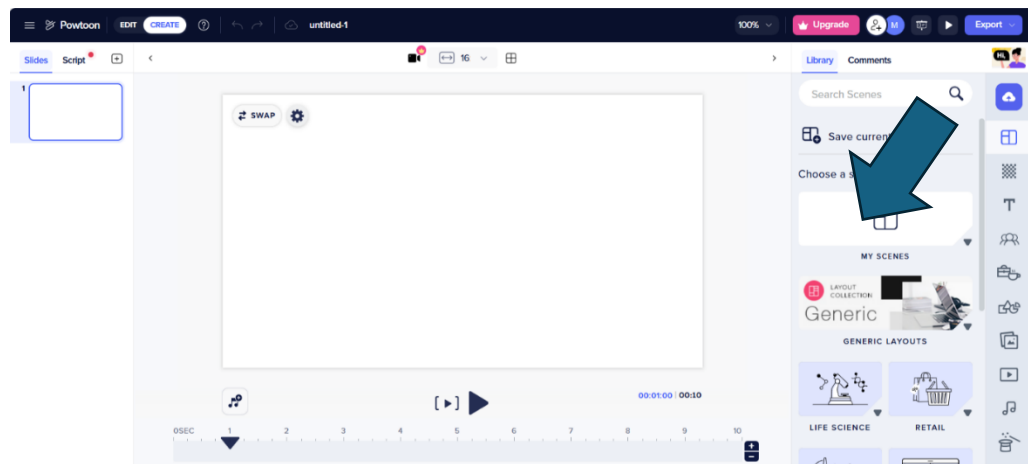 Powtoon EDIT CREATE untitled-1 100% Upgrade M Export
Slides Script 16 Library Comments
1
SWAP
Search Scenes
Save current
Choose a s
MY SCENES
LAYOUT
COLLECTION
Generic
GENERIC LAYOUTS
LIFE SCIENCE RETAIL
00:01:00 00:10
0SEC 1 2 3 4 5 6 7 8 9 10